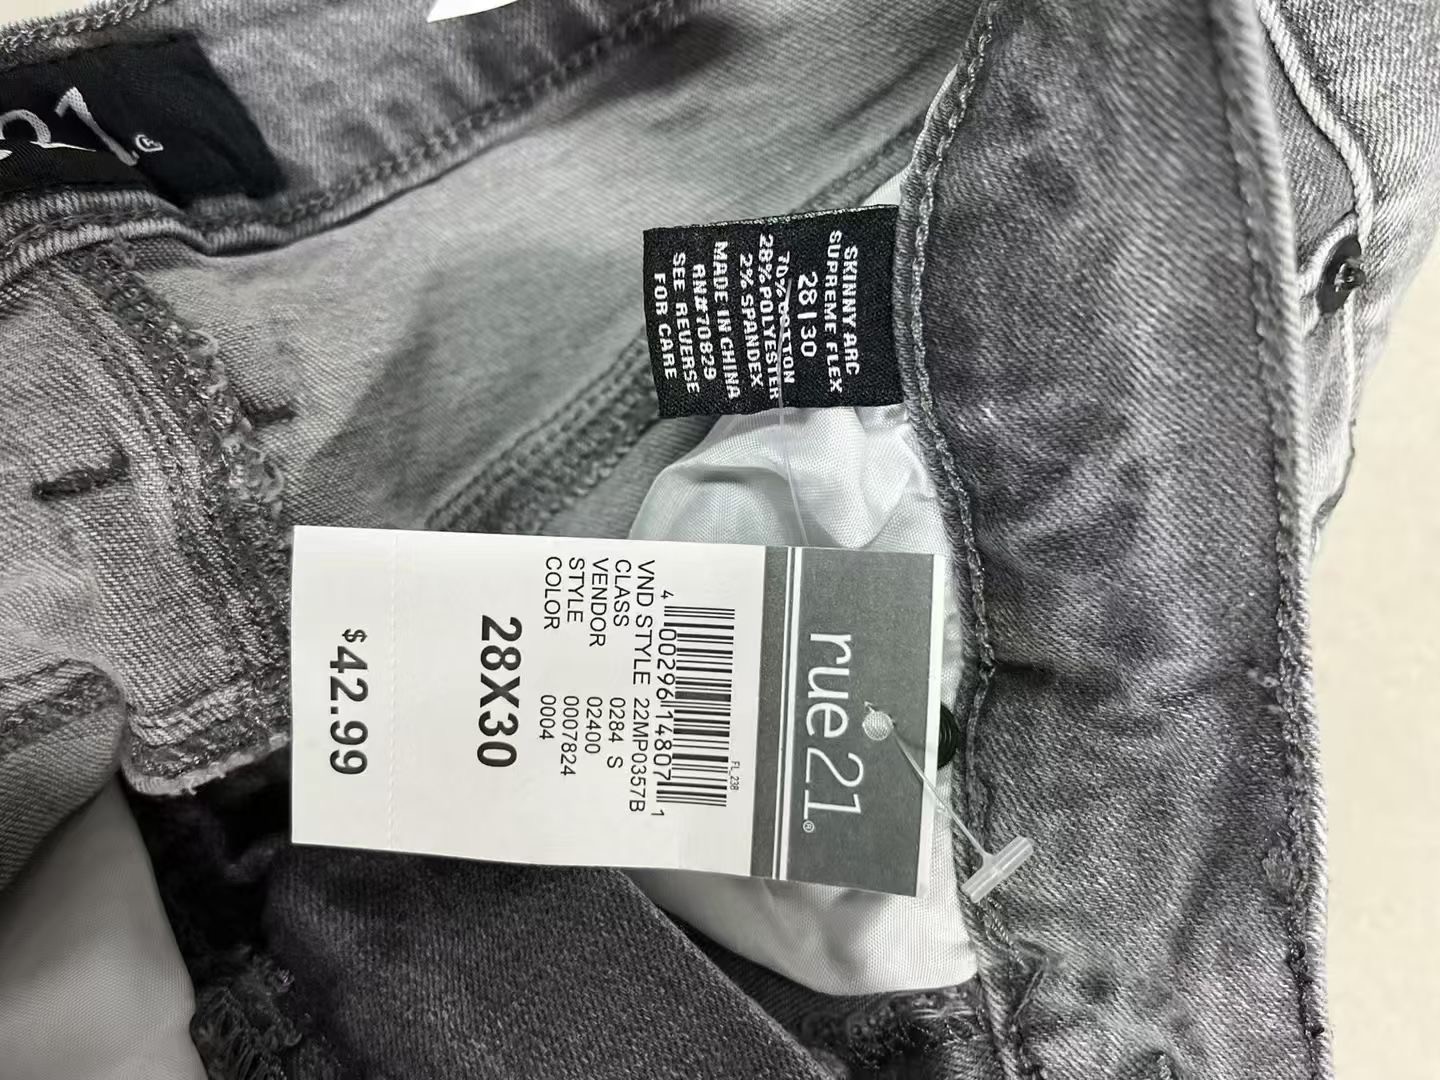 21®
SKINNY ARC
SUPREME FLEX
28 | 30
70% COTTON
28% POLYESTER
2% SPANDEX
MADE IN CHINA
RN#70829
SEE REVERSE
FOR CARE
rue21®
FL_238
4 00296 14807 1
VND STYLE 22MP0357B
CLASS 0284 S
VENDOR 02400
STYLE 0007824
COLOR 0004
28X30
$42.99